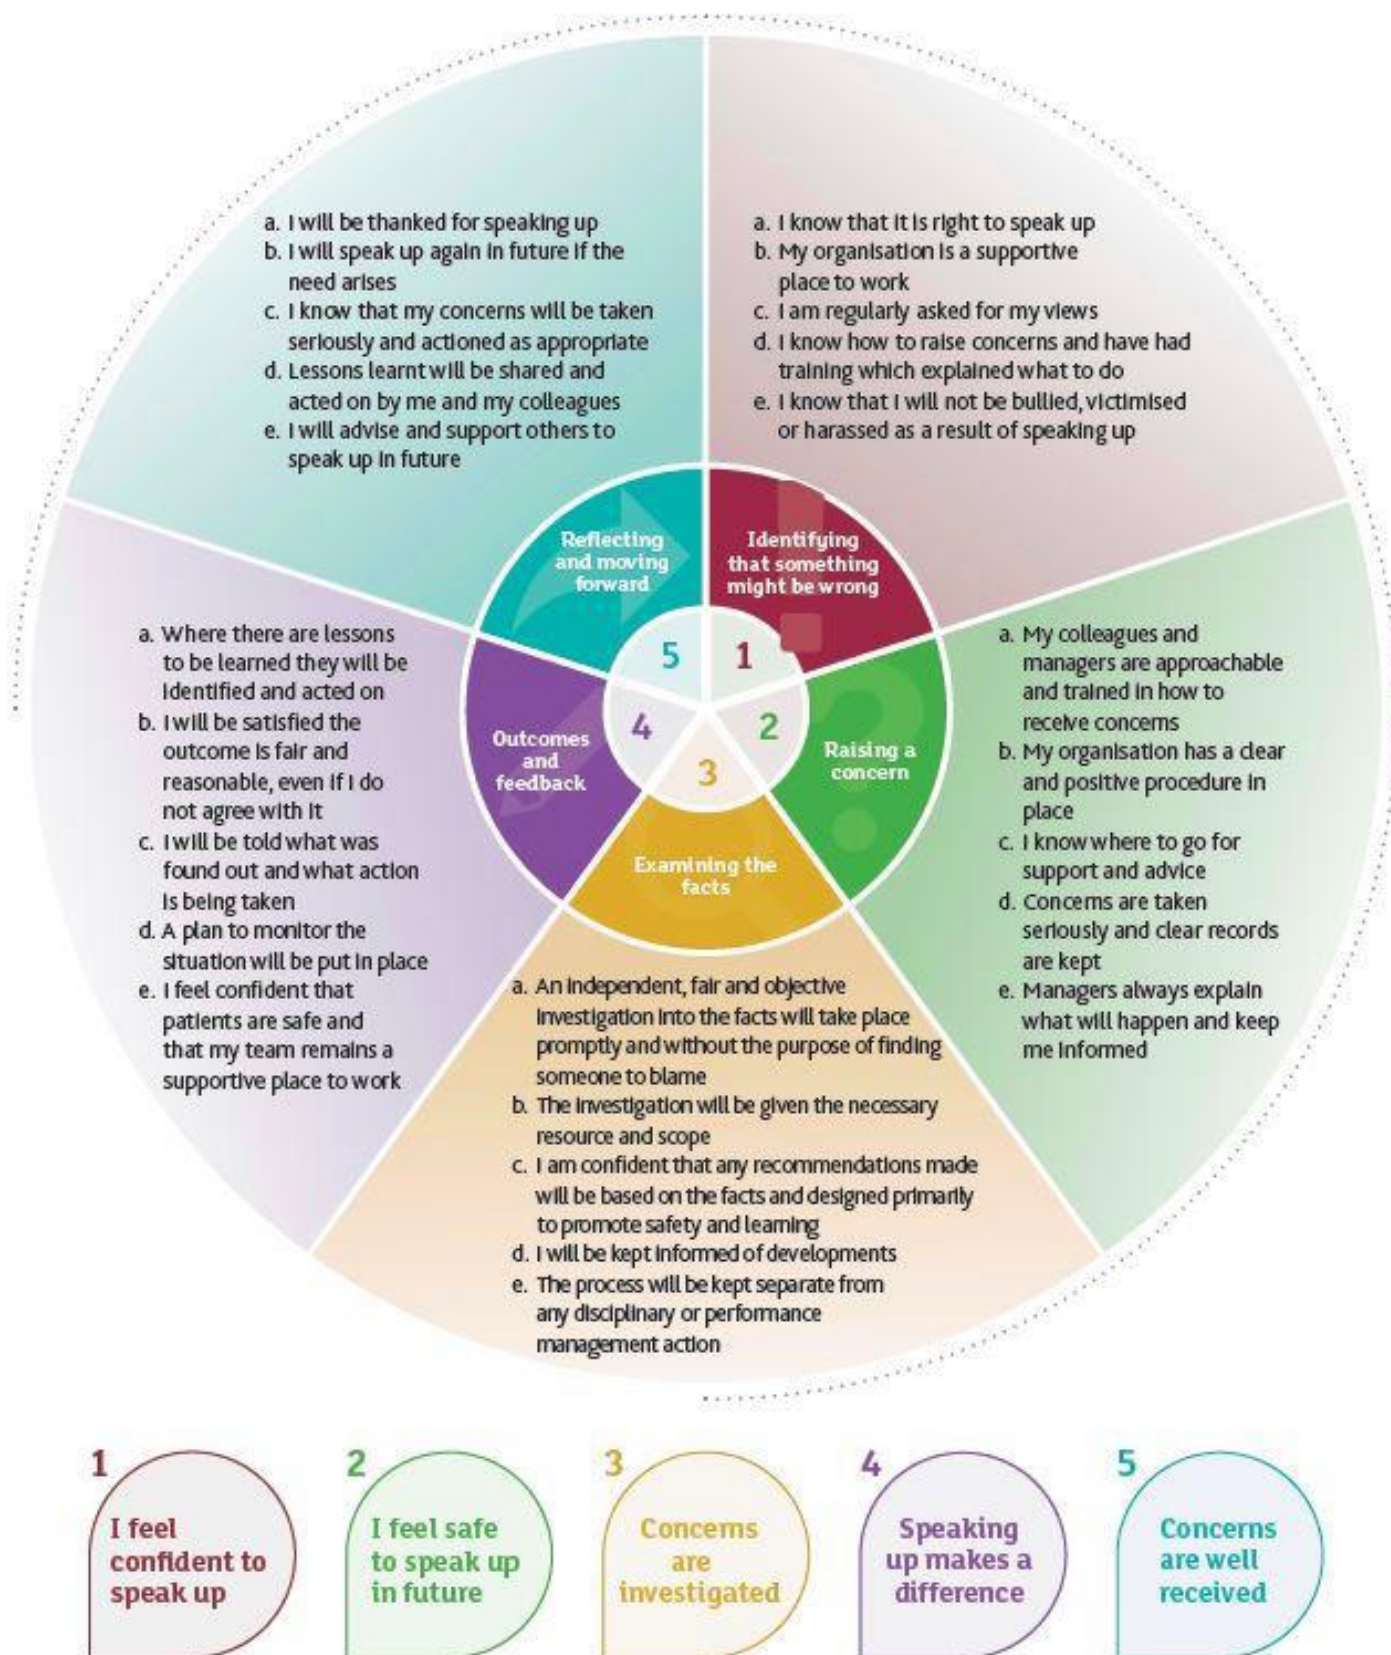 a. I will be thanked for speaking up
b. I will speak up again in future if the
need arises
c. I know that my concerns will be taken
seriously and actioned as appropriate
d. Lessons learnt will be shared and
acted on by me and my colleagues
e. I will advise and support others to
speak up in future
a. I know that it is right to speak up
b. My organisation is a supportive
place to work
c. I am regularly asked for my views
d. I know how to raise concerns and have had
training which explained what to do
e. I know that I will not be bullied, victimised
or harassed as a result of speaking up
Reflecting
and moving
forward
Identifying
that something
might be wrong
5
1
a. Where there are lessons
to be learned they will be
identified and acted on
b. I will be satisfied the
outcome is fair and
reasonable, even if I do
not agree with it
c. I will be told what was
found out and what action
is being taken
d. A plan to monitor the
situation will be put in place
e. I feel confident that
patients are safe and
that my team remains a
supportive place to work
Outcomes
and
feedback
4
3
2
Raising a
concern
Examining the
facts
a. My colleagues and
managers are approachable
and trained in how to
receive concerns
b. My organisation has a clear
and positive procedure in
place
c. I know where to go for
support and advice
d. Concerns are taken
seriously and clear records
are kept
e. Managers always explain
what will happen and keep
me informed
a. An independent, fair and objective
investigation into the facts will take place
promptly and without the purpose of finding
someone to blame
b. The investigation will be given the necessary
resource and scope
c. I am confident that any recommendations made
will be based on the facts and designed primarily
to promote safety and learning
d. I will be kept informed of developments
e. The process will be kept separate from
any disciplinary or performance
management action
1
I feel
confident to
speak up
2
I feel safe
to speak up
in future
3
Concerns
are
investigated
4
Speaking
up makes a
difference
5
Concerns
are well
received